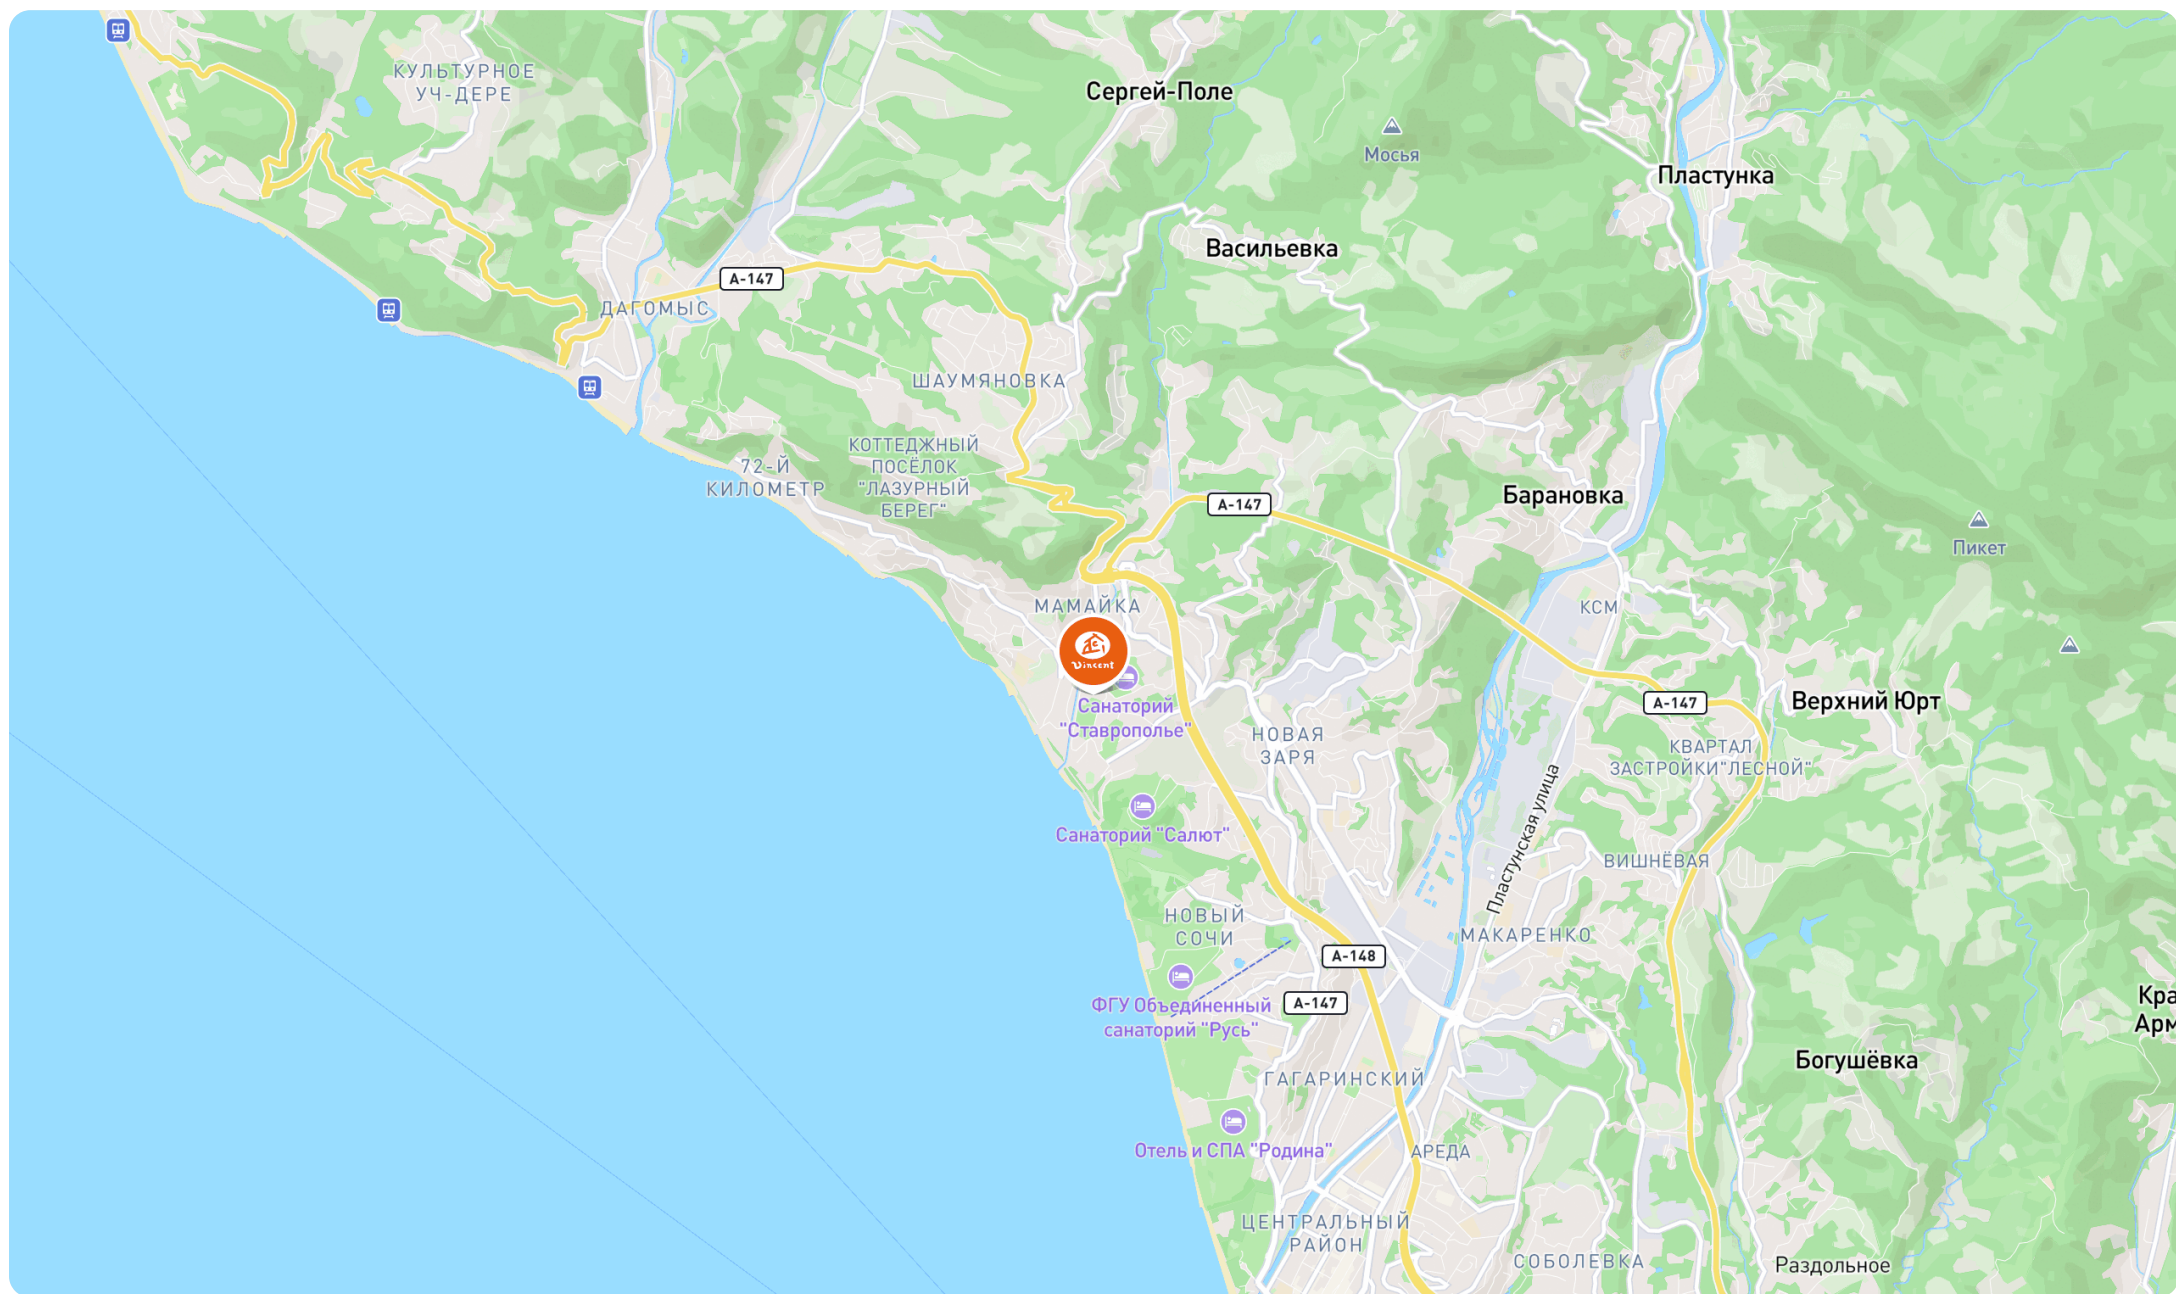 КУЛЬТУРНОЕ
УЧ-ДЕРЕ
Сергей-Поле
Мосья
Пластунка
Васильевка
А-147
ДАГОМЫС
ШАУМЯНОВКА
КОТТЕДЖНЫЙ
ПОСЁЛОК
"ЛАЗУРНЫЙ
БЕРЕГ"
72-Й
КИЛОМЕТР
А-147
Барановка
Пикет
МАМАЙКА
КСМ
Vincent
Санаторий
"Ставрополье"
А-147
Верхний Юрт
НОВАЯ
ЗАРЯ
КВАРТАЛ
ЗАСТРОЙКИ"ЛЕСНОЙ"
Пластунская улица
Санаторий "Салют"
ВИШНЁВАЯ
НОВЫЙ
СОЧИ
МАКАРЕНКО
А-148
ФГУ Объединенный
санаторий "Русь"
А-147
Кра
Арм
Богушёвка
ГАГАРИНСКИЙ
Отель и СПА "Родина"
АРЕДА
ЦЕНТРАЛЬНЫЙ
РАЙОН
СОБОЛЕВКА
Раздольное